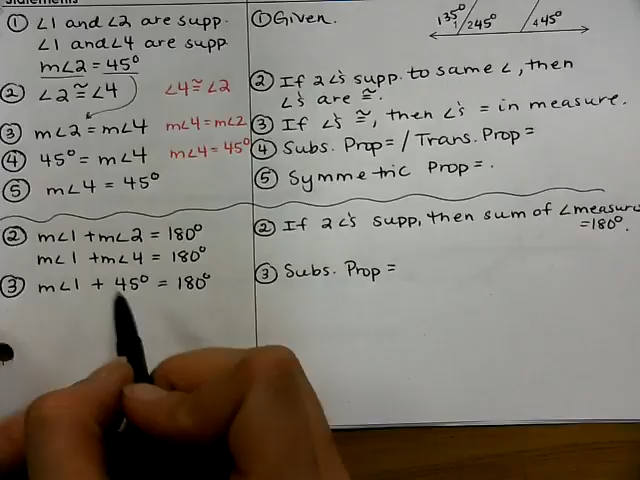 ① ∠1 and ∠2 are supp.
∠1 and ∠4 are supp
m∠2 = 45°
② ∠2 ≅ ∠4
∠4 ≅ ∠2
③ m∠2 = m∠4
m∠4 = m∠2
④ 45° = m∠4
m∠4 = 45°
⑤ m∠4 = 45°
① Given.
135° 1 / 2 45°
4 45°
② If 2 ∠'s supp. to same ∠, then
∠'s are ≅.
③ If ∠'s ≅, then ∠'s = in measure.
④ Subs. Prop = / Trans. Prop =
⑤ Symmetric Prop = .
② m∠1 + m∠2 = 180°
m∠1 + m∠4 = 180°
③ m∠1 + 45° = 180°
② If 2 ∠'s supp, then sum of ∠measure
= 180°.
③ Subs. Prop =